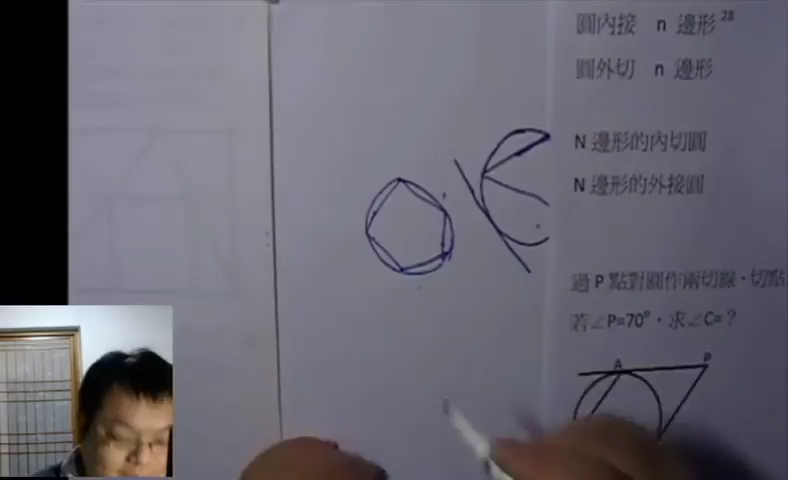 圓內接 n 邊形 28
圓外切 n 邊形
N 邊形的內切圓
N 邊形的外接圓
過 P 點對圓作兩切線，切點
若∠P=70°，求∠C=？
A P